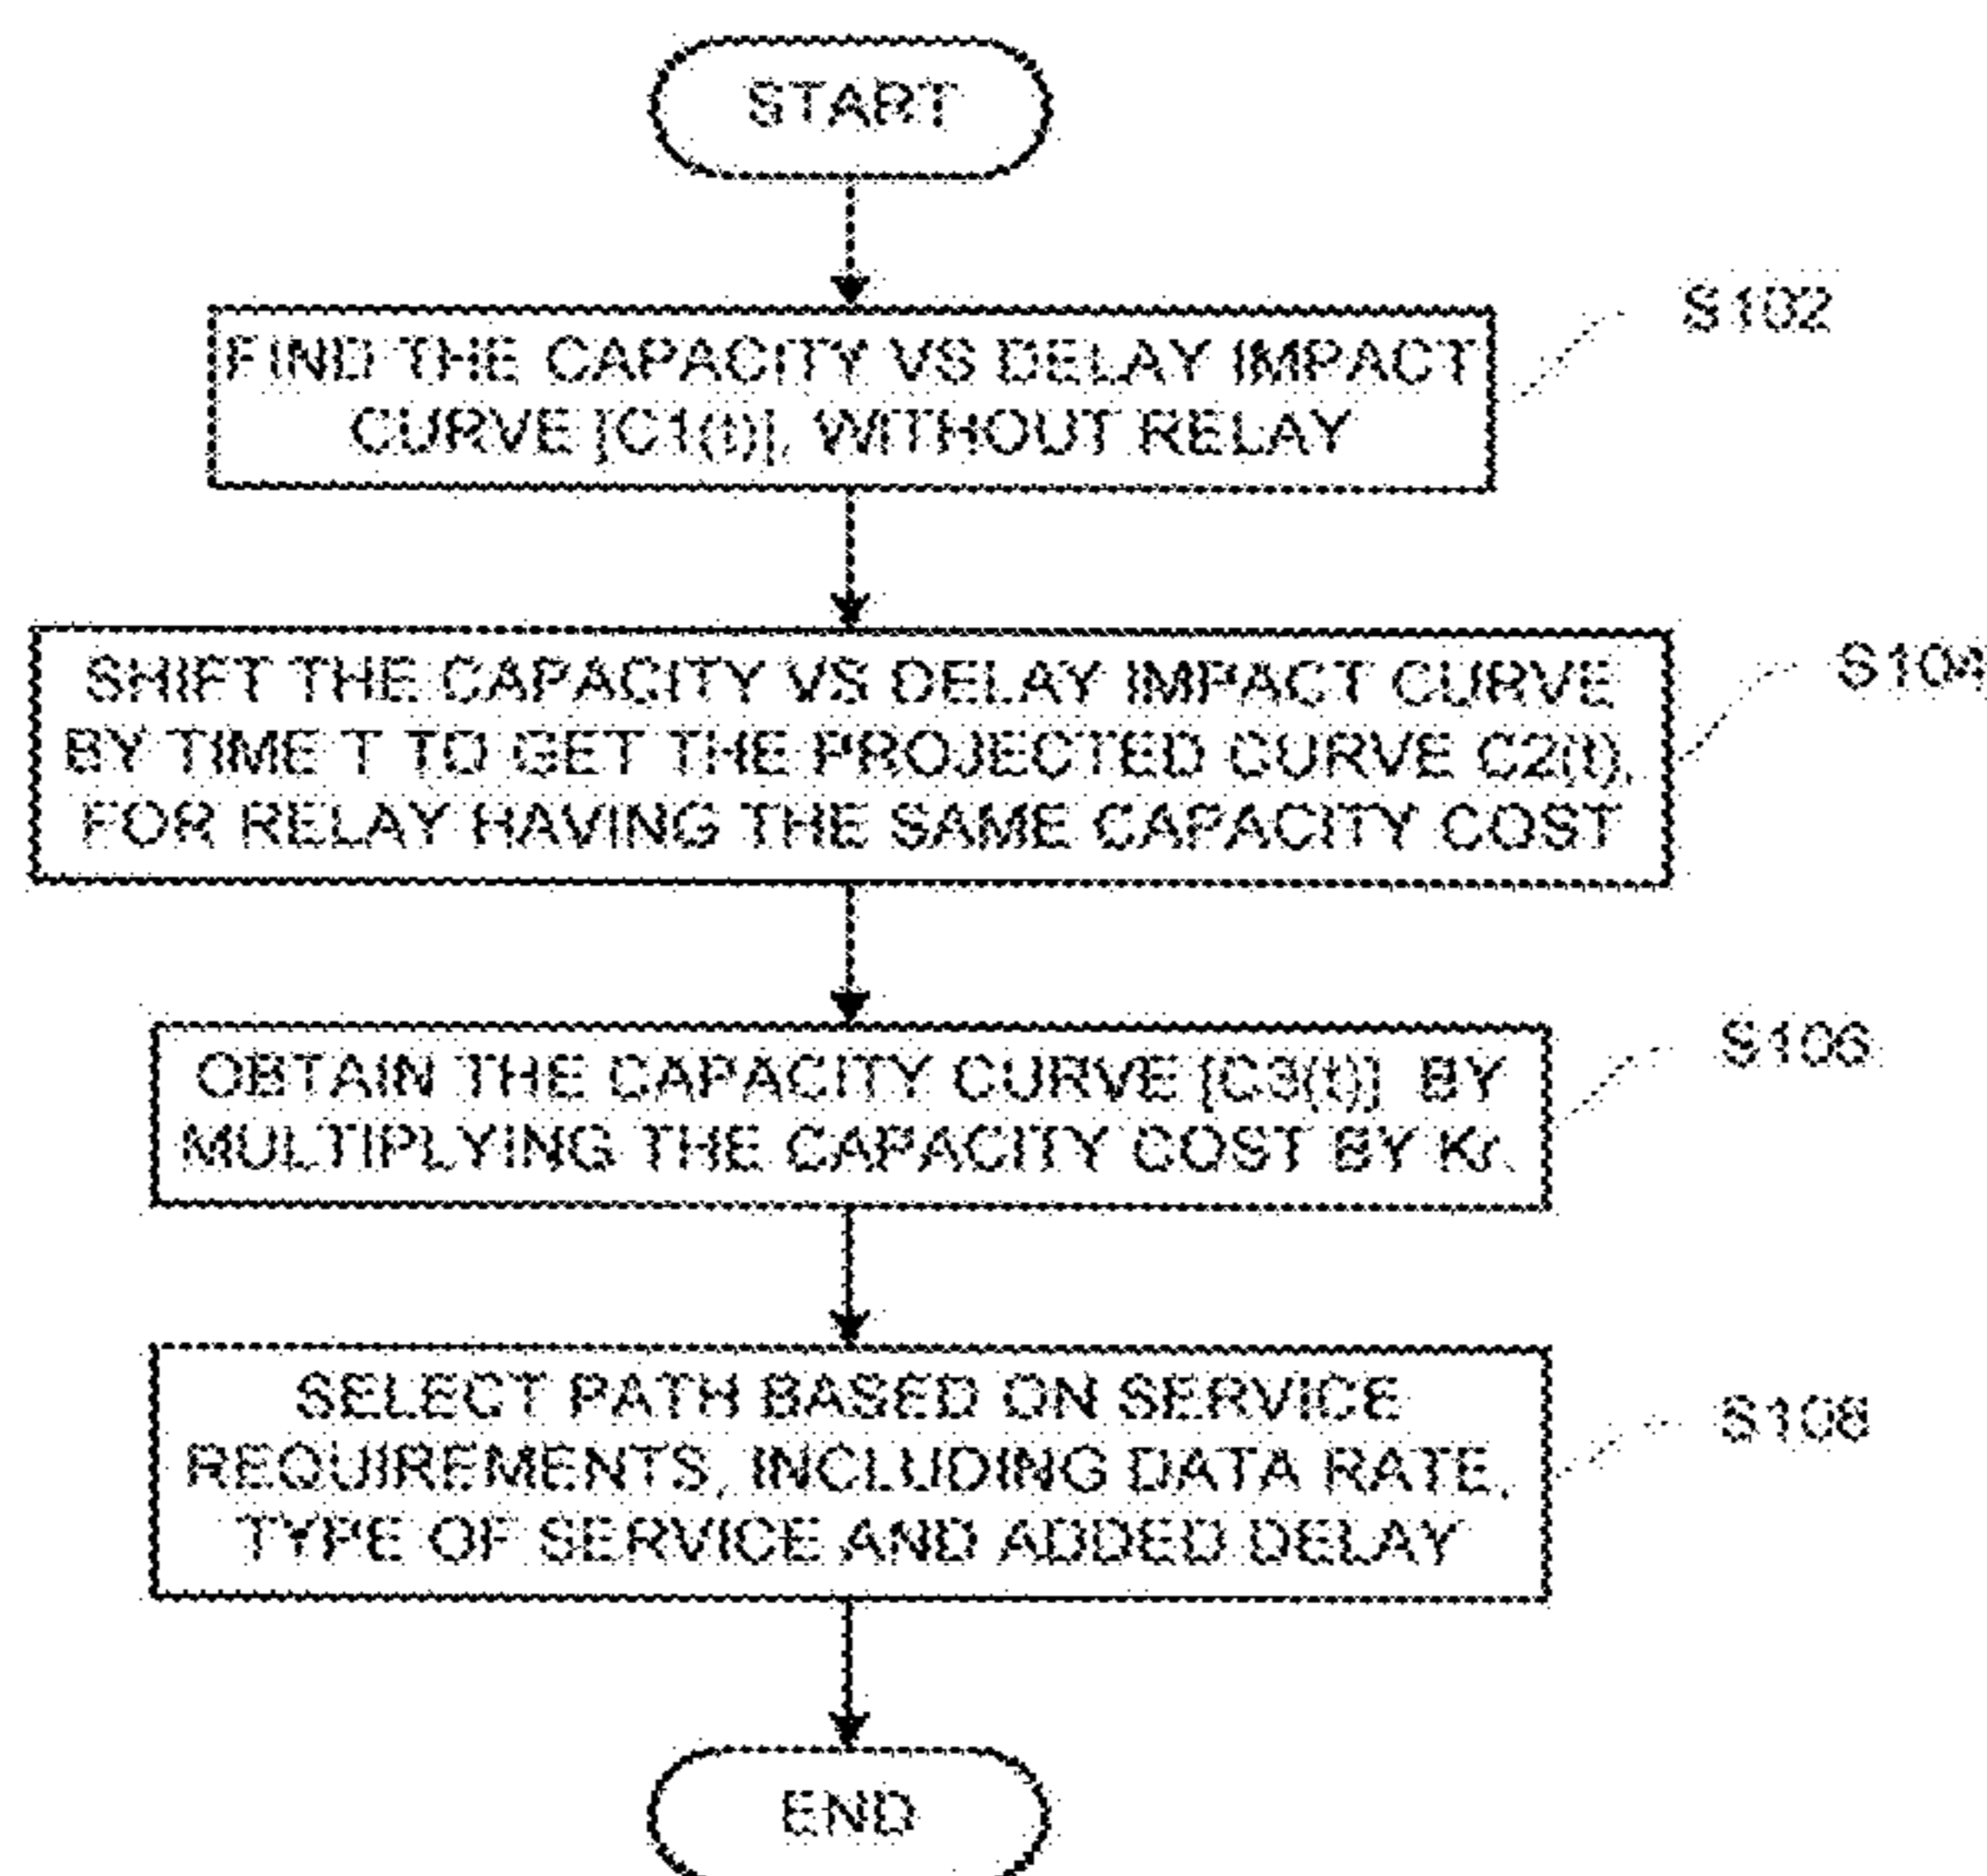 START
FIND THE CAPACITY VS DELAY IMPACT
CURVE [C1(t)], WITHOUT RELAY
S102
SHIFT THE CAPACITY VS DELAY IMPACT CURVE
BY TIME T TO GET THE PROJECTED CURVE C2(t),
FOR RELAY HAVING THE SAME CAPACITY COST
S104
OBTAIN THE CAPACITY CURVE [C3(t)] BY
MULTIPLYING THE CAPACITY COST BY Kr.
S106
SELECT PATH BASED ON SERVICE
REQUIREMENTS, INCLUDING DATA RATE,
TYPE OF SERVICE AND ADDED DELAY
S108
END